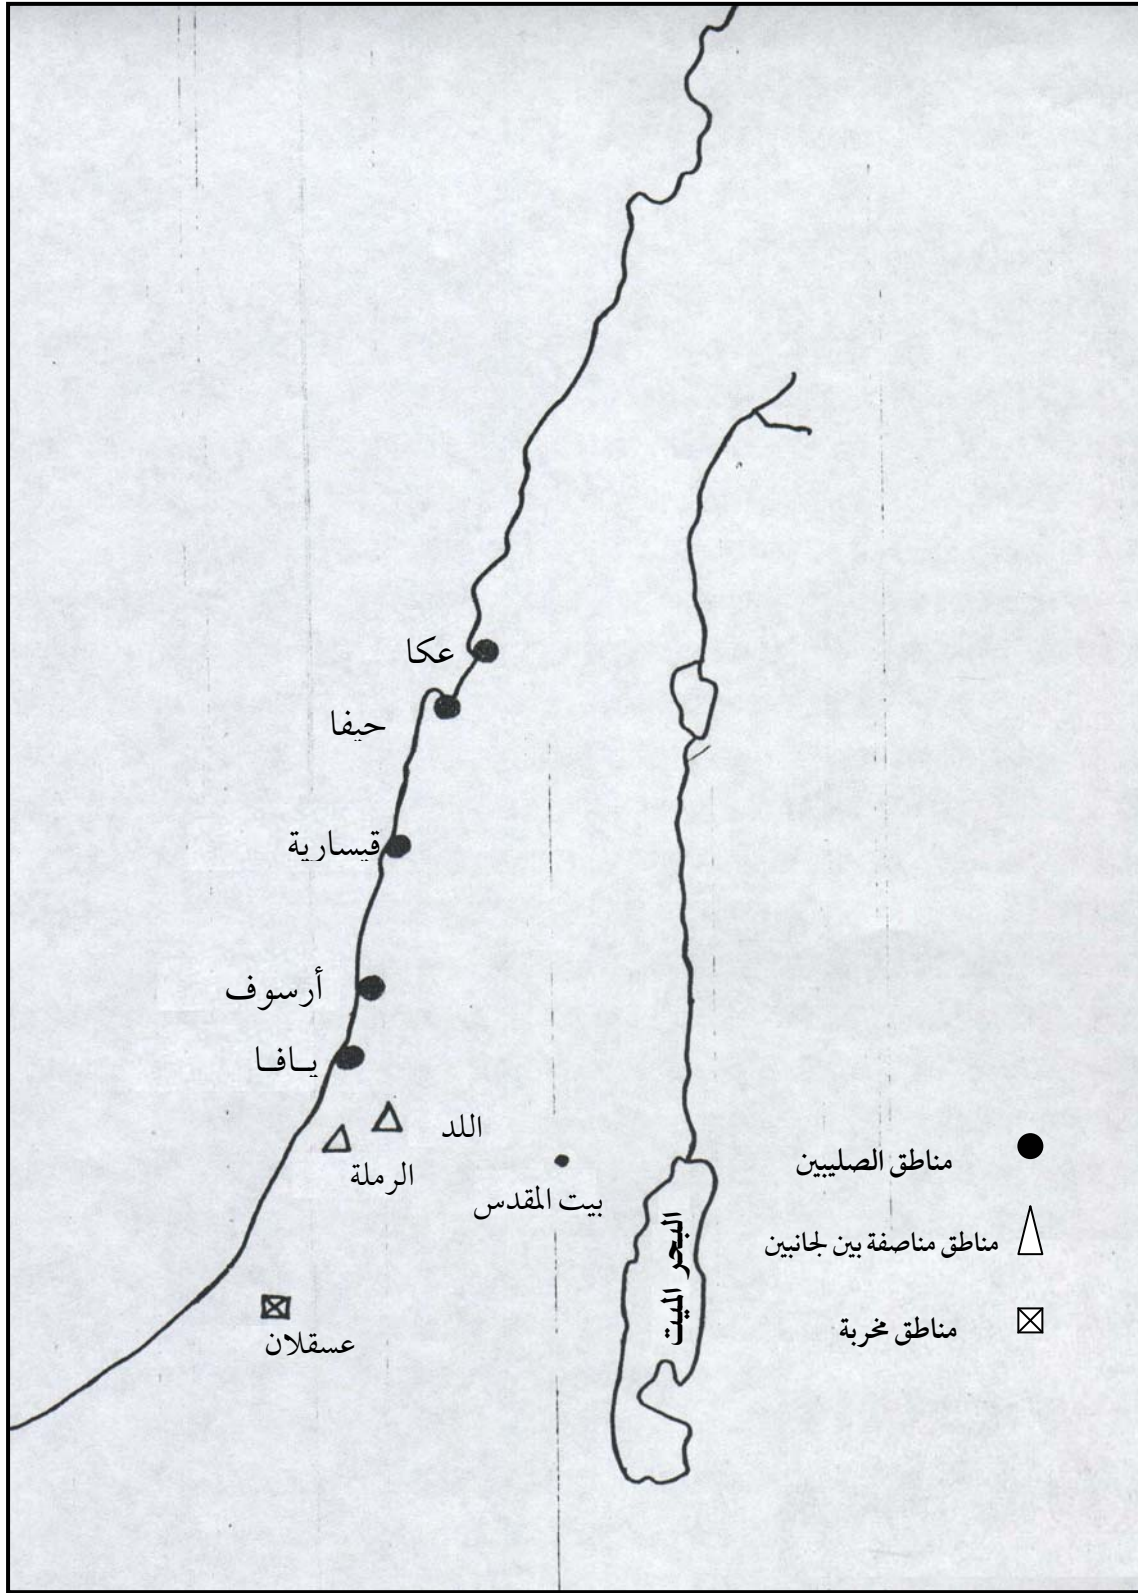 عكا
حيفا
قيسارية
أرسوف
يـافـا
اللد
الرملة
بيت المقدس
عسقلان
البحر الميت
مناطق الصليبين
مناطق مناصفة بين لجانبين
مناطق مخربة